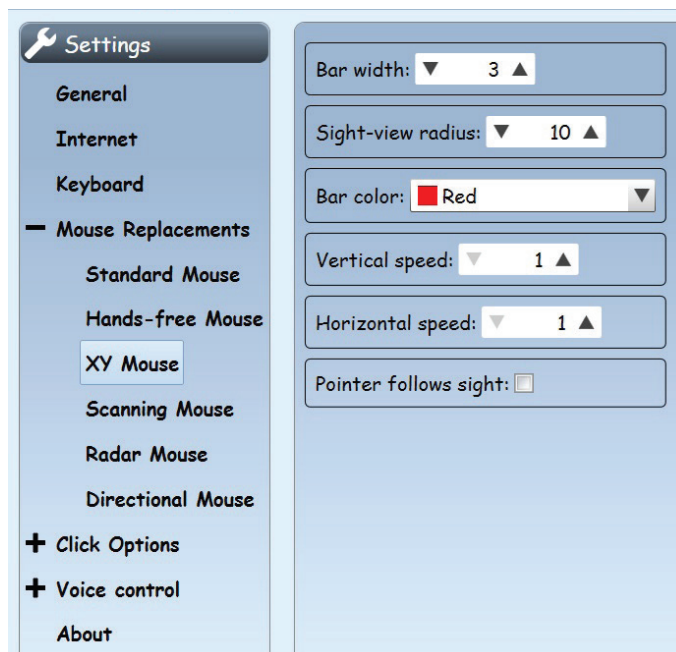 Settings
General
Internet
Keyboard
Mouse Replacements
Standard Mouse
Hands-free Mouse
XY Mouse
Scanning Mouse
Radar Mouse
Directional Mouse
Click Options
Voice control
About
Bar width: 3
Sight-view radius: 10
Bar color: Red
Vertical speed: 1
Horizontal speed: 1
Pointer follows sight: